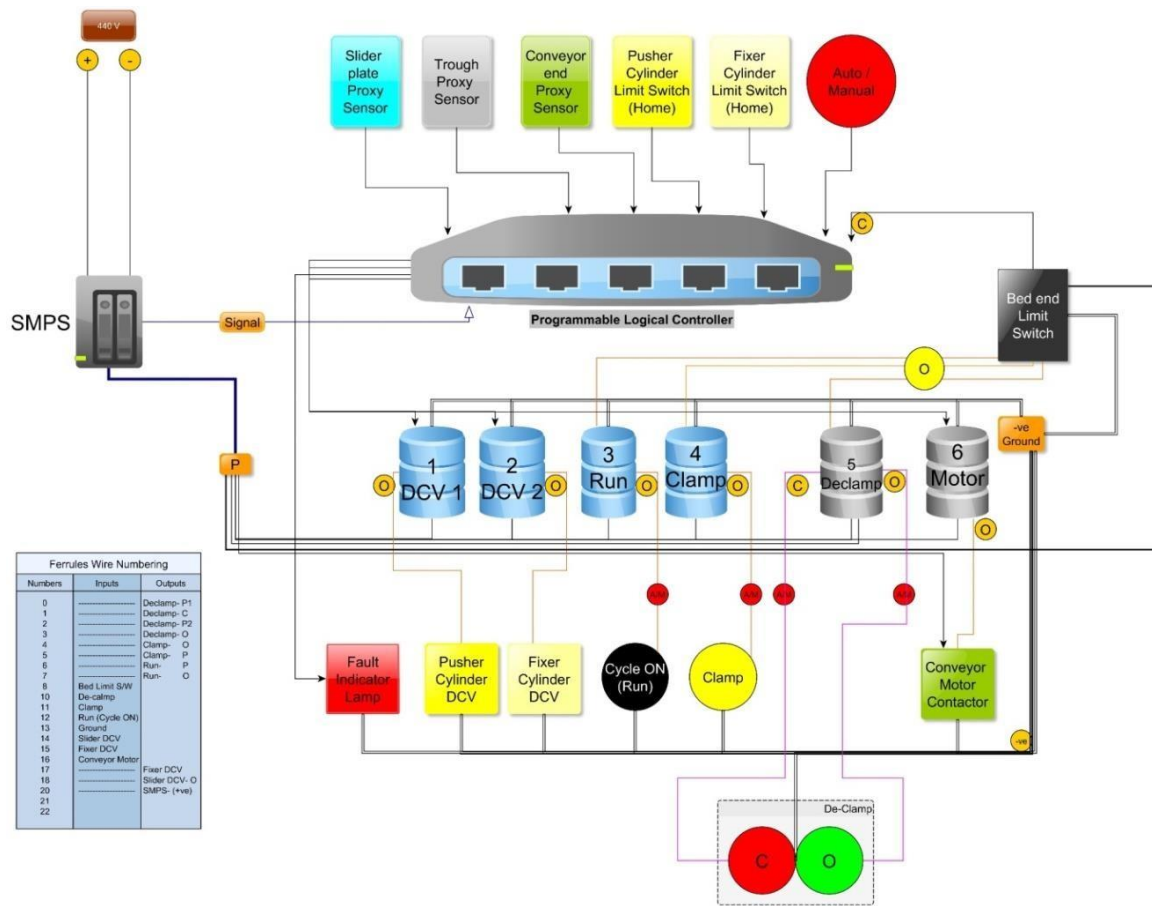 440 V
+
-
Slider
plate
Proxy
Sensor
Trough
Proxy
Sensor
Conveyor
end
Proxy
Sensor
Pusher
Cylinder
Limit Switch
(Home)
Fixer
Cylinder
Limit Switch
(Home)
Auto /
Manual
C
SMPS
Signal
Programmable Logical Controller
Bed end
Limit
Switch
O
-ve
Ground
P
1
DCV 1
2
DCV 2
3
Run
4
Clamp
5
Declamp
6
Motor
O
O
O
O
C
O
O
A/M
A/M
A/M
A/M
Fault
Indicator
Lamp
Pusher
Cylinder
DCV
Fixer
Cylinder
DCV
Cycle ON
(Run)
Clamp
Conveyor
Motor
Contactor
-ve
De-Clamp
C
O
Ferrules Wire Numbering
Numbers Inputs Outputs
0 -------------------- Declamp- P1
1 -------------------- Declamp- C
2 -------------------- Declamp- P2
3 -------------------- Declamp- O
4 -------------------- Clamp- O
5 -------------------- Clamp- P
6 -------------------- Run- P
7 -------------------- Run- O
8 Bed Limit S/W
10 De-calmp
11 Clamp
12 Run (Cycle ON)
13 Ground
14 Slider DCV
15 Fixer DCV
16 Conveyor Motor
17 -------------------- Fixer DCV
18 -------------------- Slider DCV- O
20 -------------------- SMPS- (+ve)
21
22